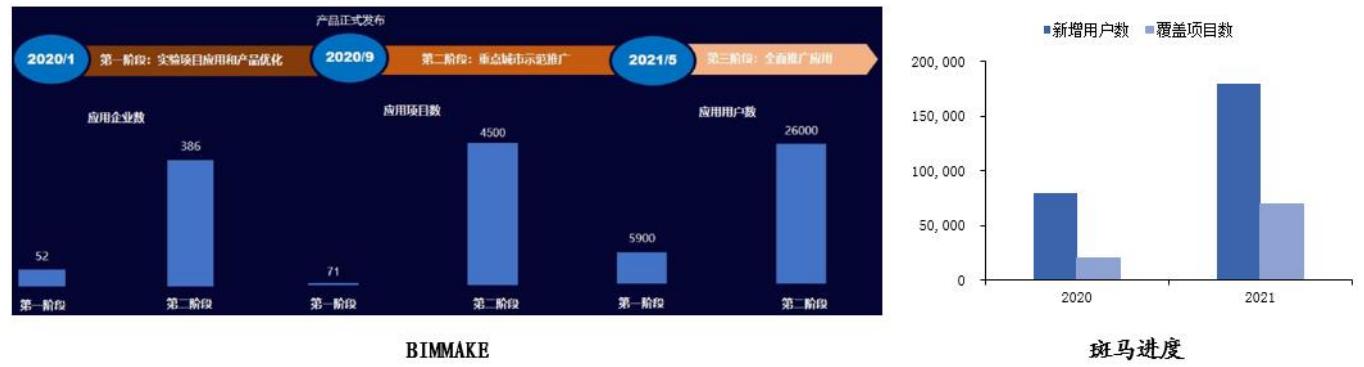 产品正式发布
2020/1 第一阶段：实验项目应用和产品优化 2020/9 第二阶段：重点城市示范推广 2021/5 第三阶段：全面推广应用
应用企业数 应用项目数 应用用户数
386 4500 26000
52 71 5900
第一阶段 第二阶段 第一阶段 第二阶段 第一阶段 第二阶段
BIMMAKE
新增用户数 覆盖项目数
200,000
150,000
100,000
50,000
0
2020 2021
斑马进度